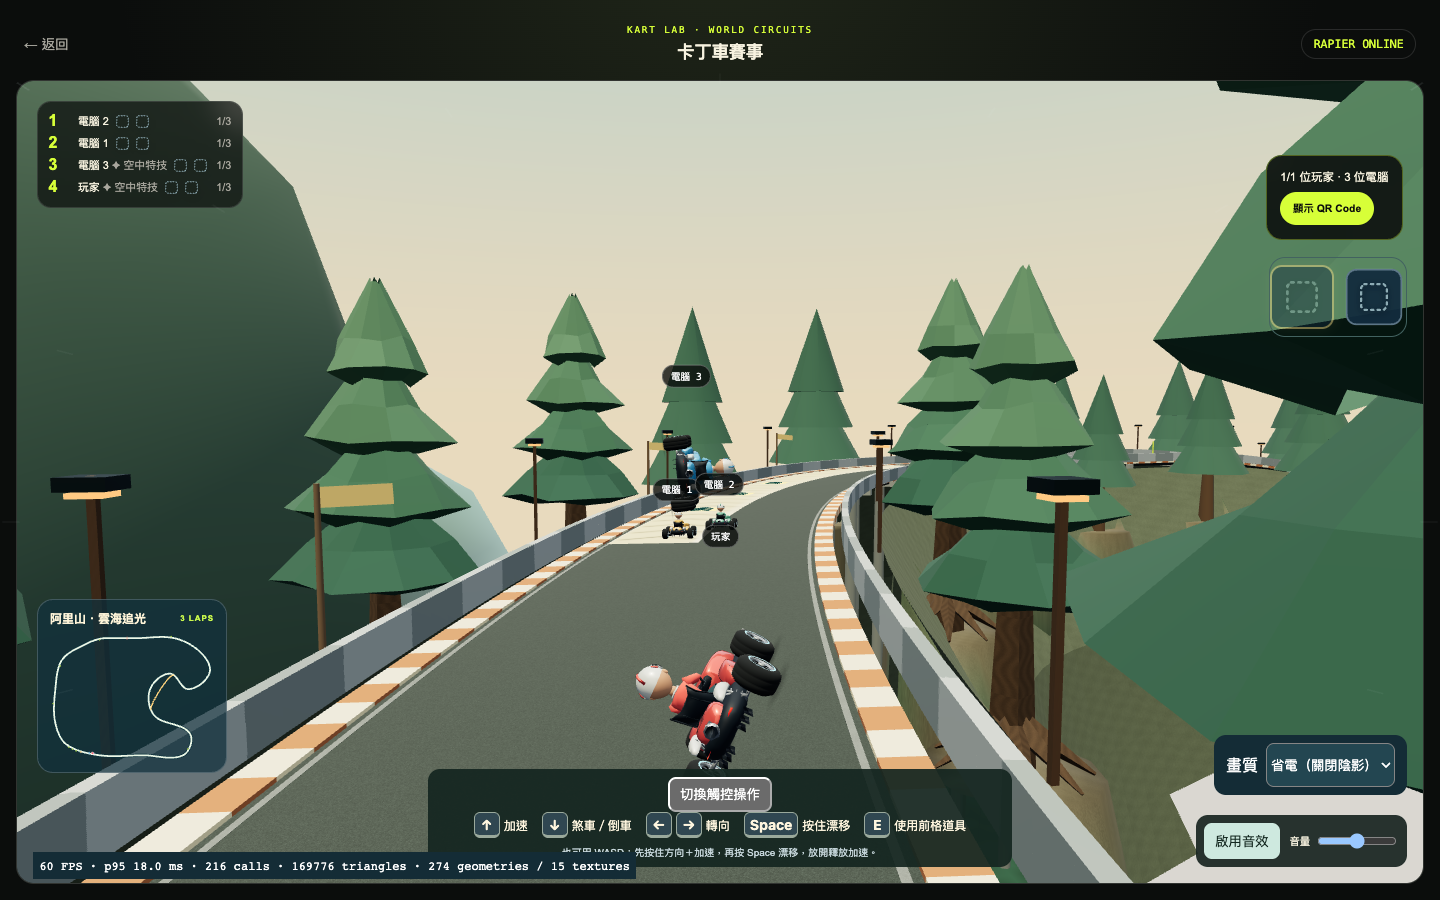 ← 返回
KART LAB · WORLD CIRCUITS
卡丁車賽事
RAPIER ONLINE
1 電腦 2 1/3
2 電腦 1 1/3
3 電腦 3 ✦ 空中特技 1/3
4 玩家 ✦ 空中特技 1/3
1/1 位玩家 · 3 位電腦
顯示 QR Code
電腦 3
電腦 1
電腦 2
玩家
阿里山 · 雲海追光 3 LAPS
畫質 省電（關閉陰影）
切換觸控操作
↑ 加速 ↓ 煞車 / 倒車 ← → 轉向 Space 按住漂移 E 使用前格道具
也可用 WASD：先按住方向＋加速，再按 Space 漂移，放開釋放加速。
啟用音效 音量
60 FPS · p95 18.0 ms · 216 calls · 169776 triangles · 274 geometries / 15 textures